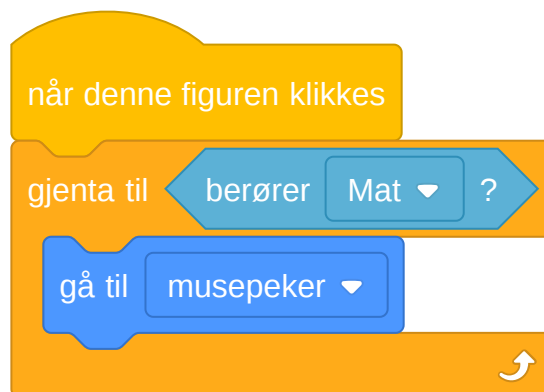 når denne figuren klikkes
gjenta til berører Mat ?
gå til musepeker